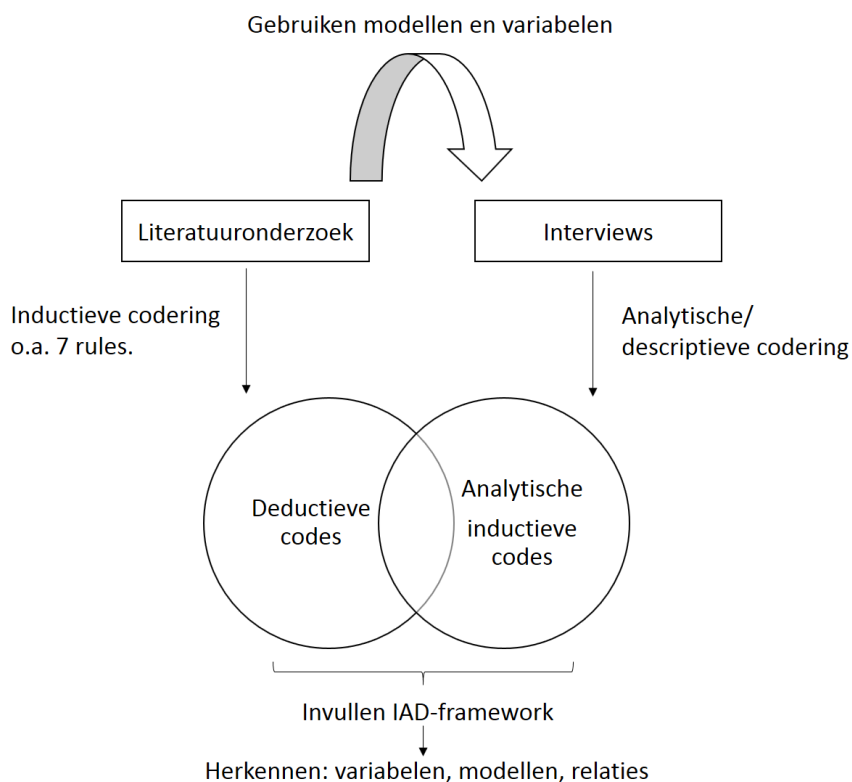 Gebruiken modellen en variabelen
Literatuuronderzoek
Interviews
Inductieve codering
o.a. 7 rules.
Analytische/
descriptieve codering
Deductieve
codes
Analytische
inductieve
codes
Invullen IAD-framework
Herkennen: variabelen, modellen, relaties